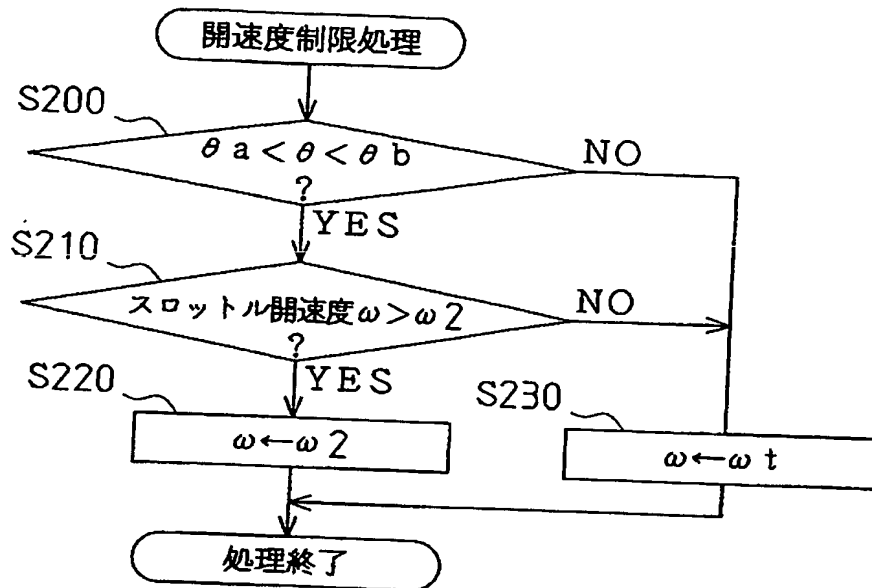 開速度制限処理
S200
θa<θ<θb
?
NO
YES
S210
スロットル開速度ω>ω2
?
NO
YES
S220
ω←ω2
S230
ω←ωt
処理終了